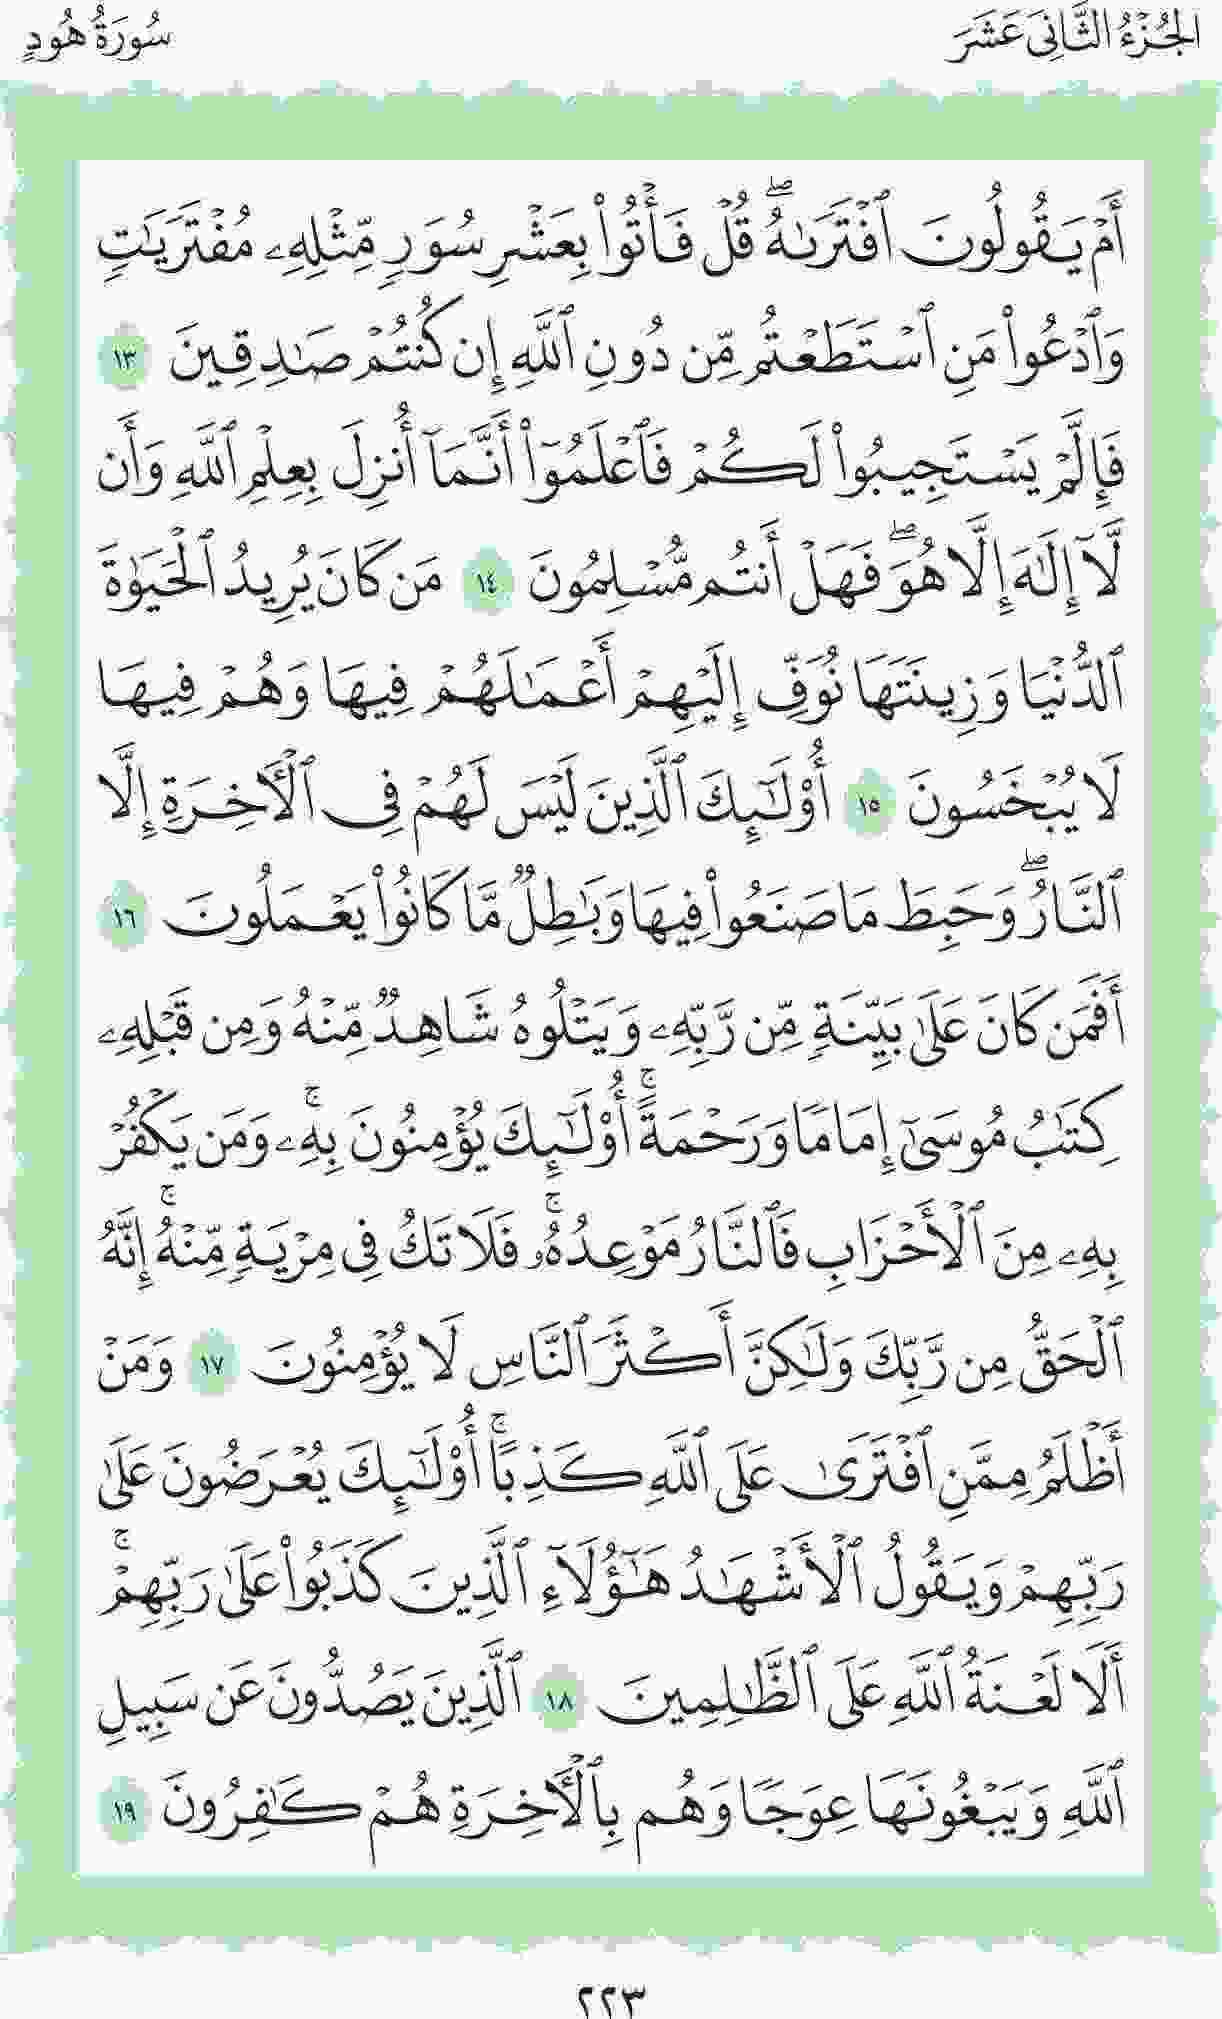 الجُزْءُ الثَّانِيَ عَشَرَ
سُورَةُ هُودٍ
أَمْ يَقُولُونَ ٱفْتَرَىٰهُۖ قُلْ فَأْتُوا۟ بِعَشْرِ سُوَرٍ مِّثْلِهِۦ مُفْتَرَيَٰتٍ
وَٱدْعُوا۟ مَنِ ٱسْتَطَعْتُم مِّن دُونِ ٱللَّهِ إِن كُنتُمْ صَٰدِقِينَ ١٣
فَإِلَّمْ يَسْتَجِيبُوا۟ لَكُمْ فَٱعْلَمُوٓا۟ أَنَّمَآ أُنزِلَ بِعِلْمِ ٱللَّهِ وَأَن
لَّآ إِلَٰهَ إِلَّا هُوَۖ فَهَلْ أَنتُم مُّسْلِمُونَ ١٤ مَن كَانَ يُرِيدُ ٱلْحَيَوٰةَ
ٱلدُّنْيَا وَزِينَتَهَا نُوَفِّ إِلَيْهِمْ أَعْمَٰلَهُمْ فِيهَا وَهُمْ فِيهَا
لَا يُبْخَسُونَ ١٥ أُو۟لَٰٓئِكَ ٱلَّذِينَ لَيْسَ لَهُمْ فِى ٱلْءَاخِرَةِ إِلَّا
ٱلنَّارُۖ وَحَبِطَ مَا صَنَعُوا۟ فِيهَا وَبَٰطِلٌ مَّا كَانُوا۟ يَعْمَلُونَ ١٦
أَفَمَن كَانَ عَلَىٰ بَيِّنَةٍ مِّن رَّبِّهِۦ وَيَتْلُوهُ شَاهِدٌ مِّنْهُ وَمِن قَبْلِهِۦ
كِتَٰبُ مُوسَىٰٓ إِمَامًا وَرَحْمَةًۚ أُو۟لَٰٓئِكَ يُؤْمِنُونَ بِهِۦۚ وَمَن يَكْفُرْ
بِهِۦ مِنَ ٱلْأَحْزَابِ فَٱلنَّارُ مَوْعِدُهُۥۚ فَلَا تَكُ فِى مِرْيَةٍ مِّنْهُۚ إِنَّهُ
ٱلْحَقُّ مِن رَّبِّكَ وَلَٰكِنَّ أَكْثَرَ ٱلنَّاسِ لَا يُؤْمِنُونَ ١٧ وَمَنْ
أَظْلَمُ مِمَّنِ ٱفْتَرَىٰ عَلَى ٱللَّهِ كَذِبًاۚ أُو۟لَٰٓئِكَ يُعْرَضُونَ عَلَىٰ
رَبِّهِمْ وَيَقُولُ ٱلْأَشْهَٰدُ هَٰٓؤُلَآءِ ٱلَّذِينَ كَذَبُوا۟ عَلَىٰ رَبِّهِمْۚ
أَلَا لَعْنَةُ ٱللَّهِ عَلَى ٱلظَّٰلِمِينَ ١٨ ٱلَّذِينَ يَصُدُّونَ عَن سَبِيلِ
ٱللَّهِ وَيَبْغُونَهَا عِوَجًا وَهُم بِٱلْءَاخِرَةِ هُمْ كَٰفِرُونَ ١٩
٢٢٣